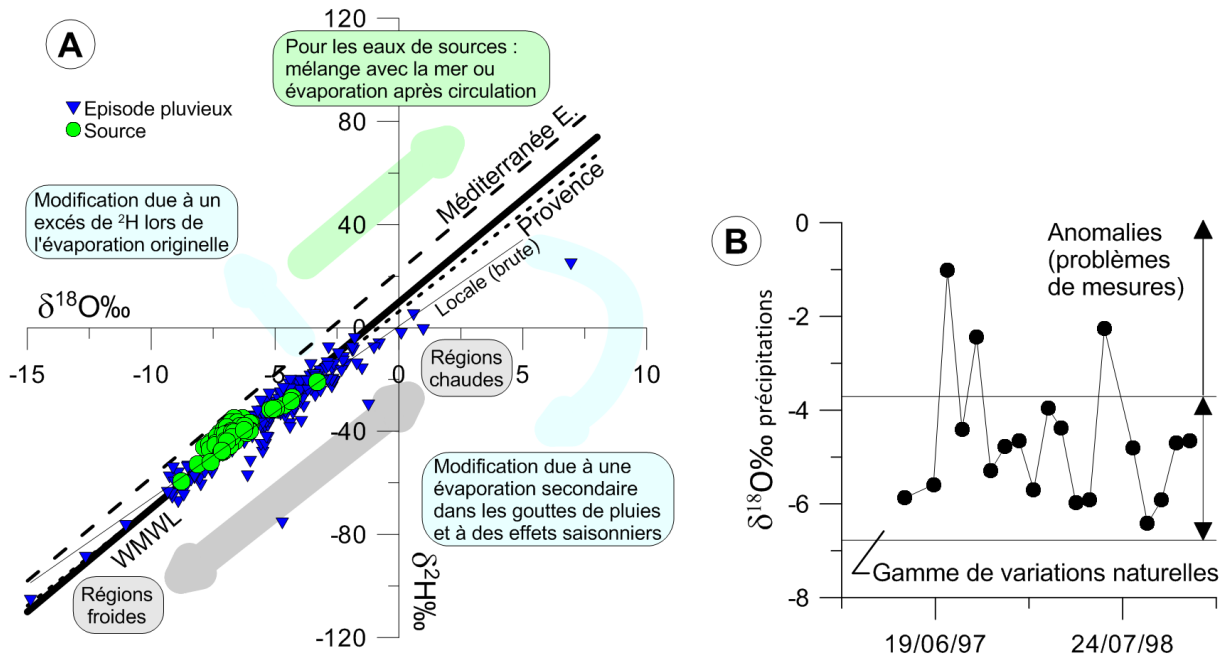 A
120
Pour les eaux de sources :
mélange avec la mer ou
évaporation après circulation
Episode pluvieux
Source
80
Méditerranée E.
Modification due à un
excés de ²H lors de
l'évaporation originelle
40
Provence
Locale (brute)
δ¹⁸O‰
0
-15
-10
-5
0
5
10
Régions
chaudes
-40
WMWL
Modification due à une
évaporation secondaire
dans les gouttes de pluies
et à des effets saisonniers
-80
δ²H‰
Régions
froides
-120
B
0
Anomalies
(problèmes
de mesures)
-2
-4
-6
-8
δ¹⁸O‰ précipitations
Gamme de variations naturelles
19/06/97
24/07/98